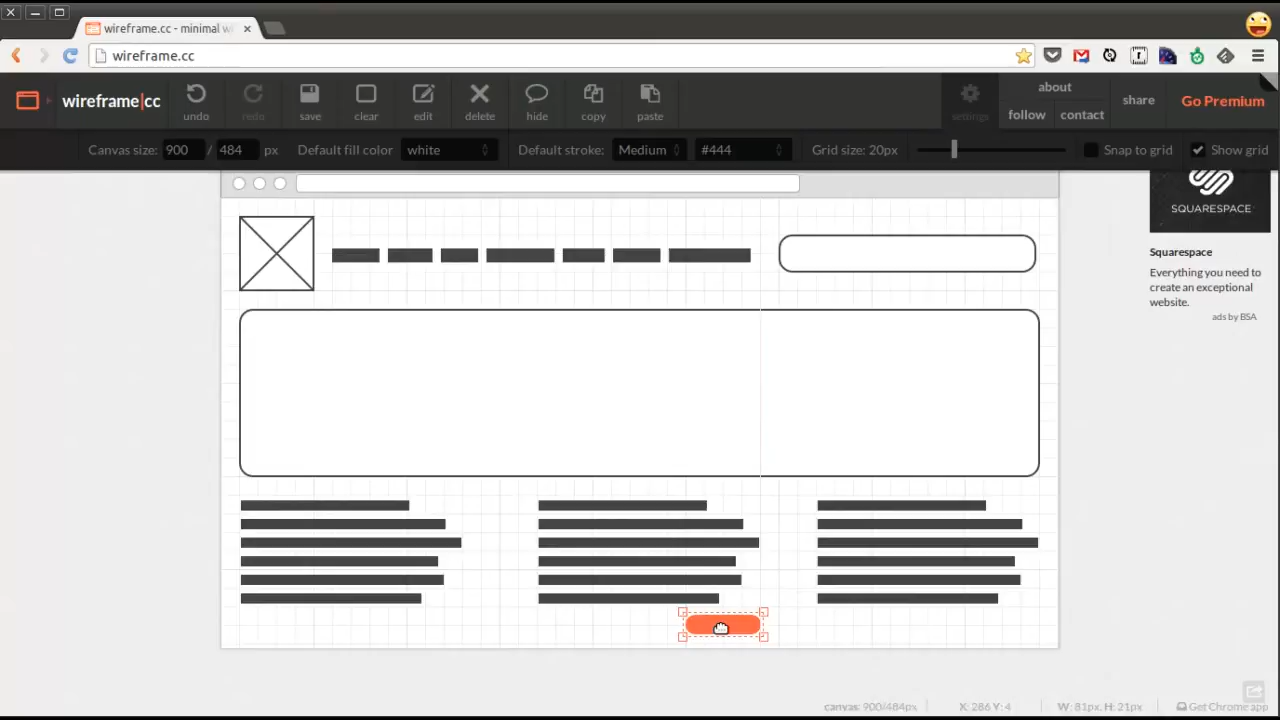 wireframe.cc - minimal w
wireframe.cc
wireframe|cc
undo
redo
save
clear
edit
delete
hide
copy
paste
settings
about
follow
contact
share
Go Premium
Canvas size: 900 / 484 px
Default fill color white
Default stroke: Medium #444
Grid size: 20px
Snap to grid
Show grid
SQUARESPACE
Squarespace
Everything you need to
create an exceptional
website.
ads by BSA
canvas: 900/484px
X: 286 Y: 4
W: 81px, H: 21px
Get Chrome app